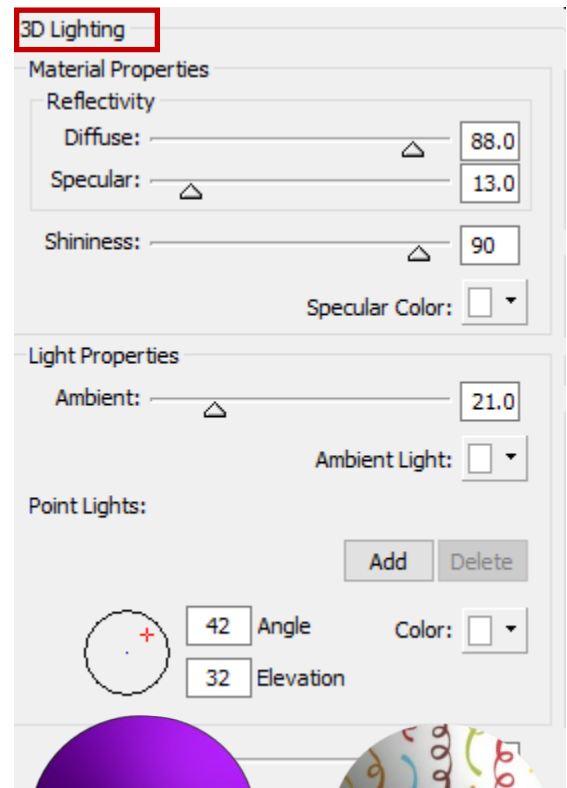 3D Lighting
Material Properties
Reflectivity
Diffuse: 88.0
Specular: 13.0
Shininess: 90
Specular Color:
Light Properties
Ambient: 21.0
Ambient Light:
Point Lights:
Add Delete
42 Angle Color:
32 Elevation